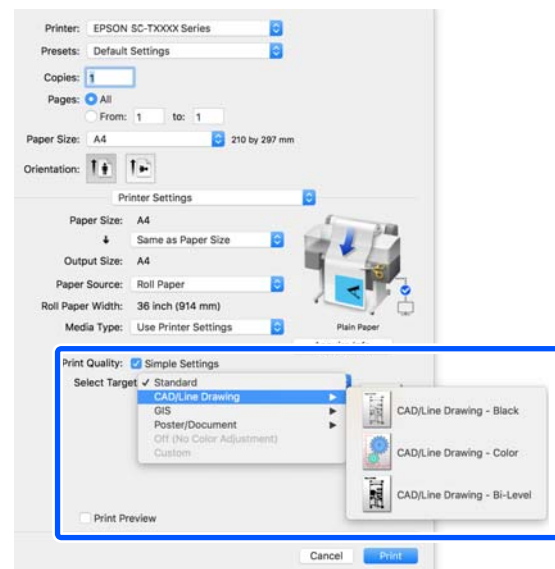 Printer: EPSON SC-TXXXX Series
Presets: Default Settings
Copies: 1
Pages: All
From: 1 to: 1
Paper Size: A4 210 by 297 mm
Orientation:
Printer Settings
Paper Size: A4
Same as Paper Size
Output Size: A4
Paper Source: Roll Paper
Roll Paper Width: 36 inch (914 mm)
Media Type: Use Printer Settings Plain Paper
Print Quality: Simple Settings
Select Target Standard
CAD/Line Drawing
GIS
Poster/Document
Off (No Color Adjustment)
Custom
CAD/Line Drawing - Black
CAD/Line Drawing - Color
CAD/Line Drawing - Bi-Level
Print Preview
Cancel Print